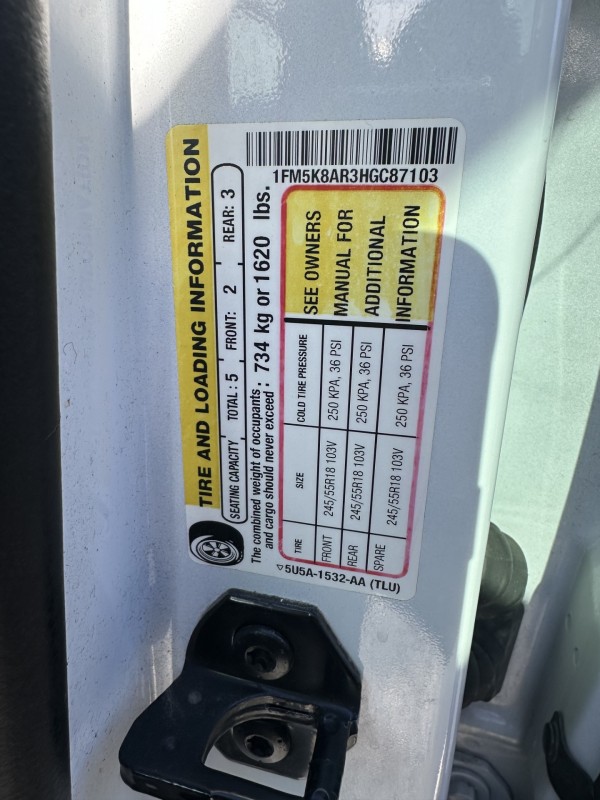 1FM5K8AR3HGC87103
TIRE AND LOADING INFORMATION
SEATING CAPACITY TOTAL : 5 FRONT: 2 REAR: 3
The combined weight of occupants
and cargo should never exceed : 734 kg or 1620 lbs.
TIRE SIZE COLD TIRE PRESSURE
FRONT 245/55R18 103V 250 KPA, 36 PSI
REAR 245/55R18 103V 250 KPA, 36 PSI
SPARE 245/55R18 103V 250 KPA, 36 PSI
SEE OWNERS
MANUAL FOR
ADDITIONAL
INFORMATION
▽5U5A-1532-AA (TLU)